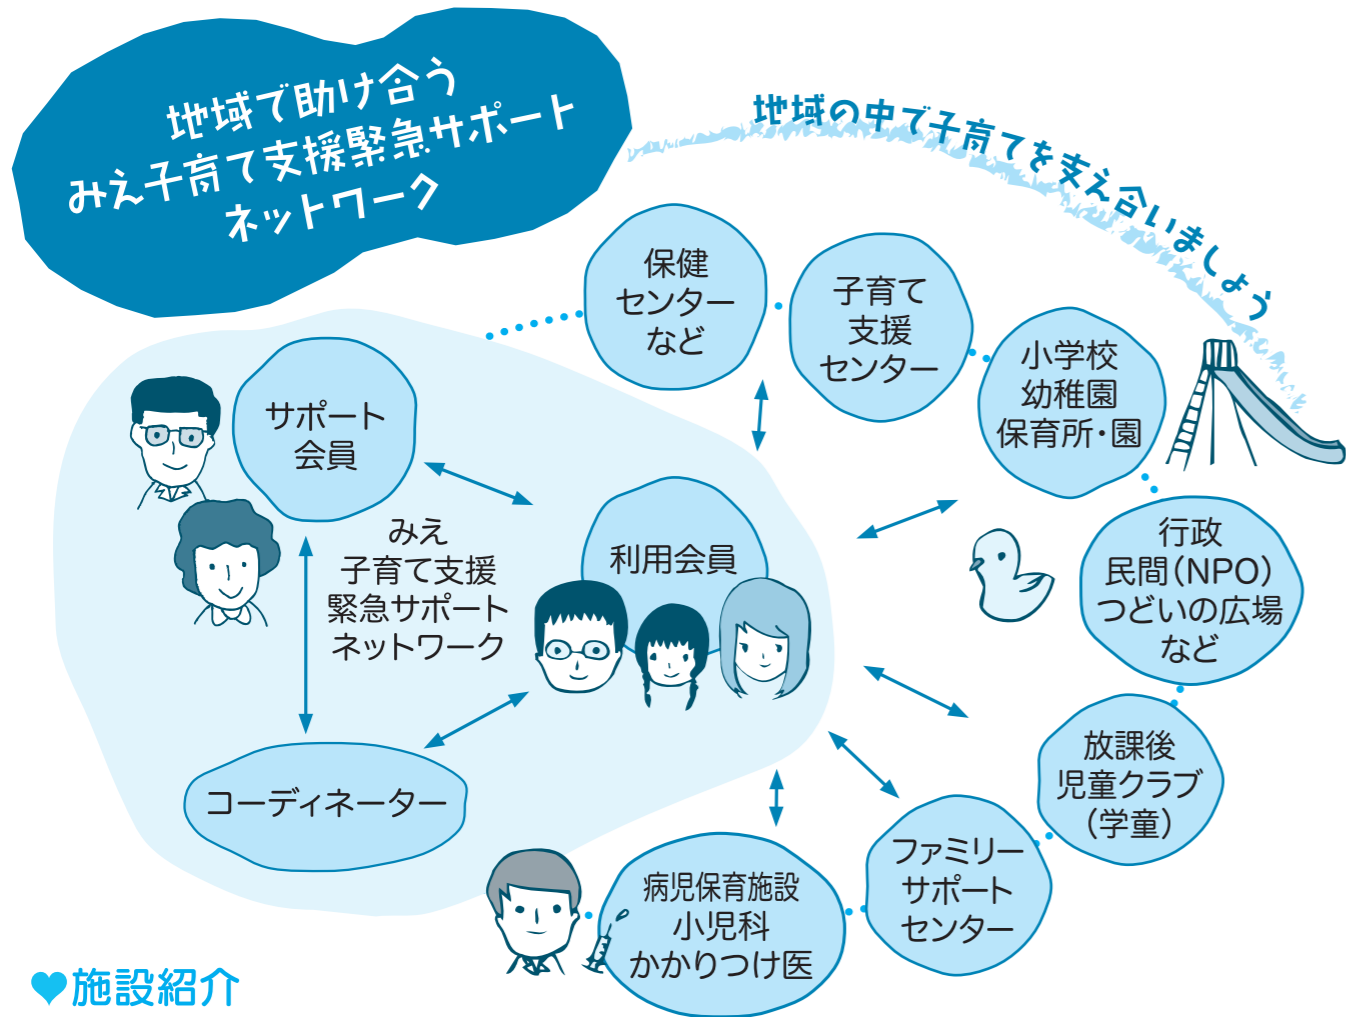 地域で助け合う
みえ子育て支援緊急サポート
ネットワーク
地域の中で子育てを支え合いましょう
保健
センター
など
子育て
支援
センター
小学校
幼稚園
保育所・園
行政
民間(NPO)
つどいの広場
など
放課後
児童クラブ
(学童)
ファミリー
サポート
センター
病児保育施設
小児科
かかりつけ医
サポート
会員
みえ
子育て支援
緊急サポート
ネットワーク
利用会員
コーディネーター
♥施設紹介